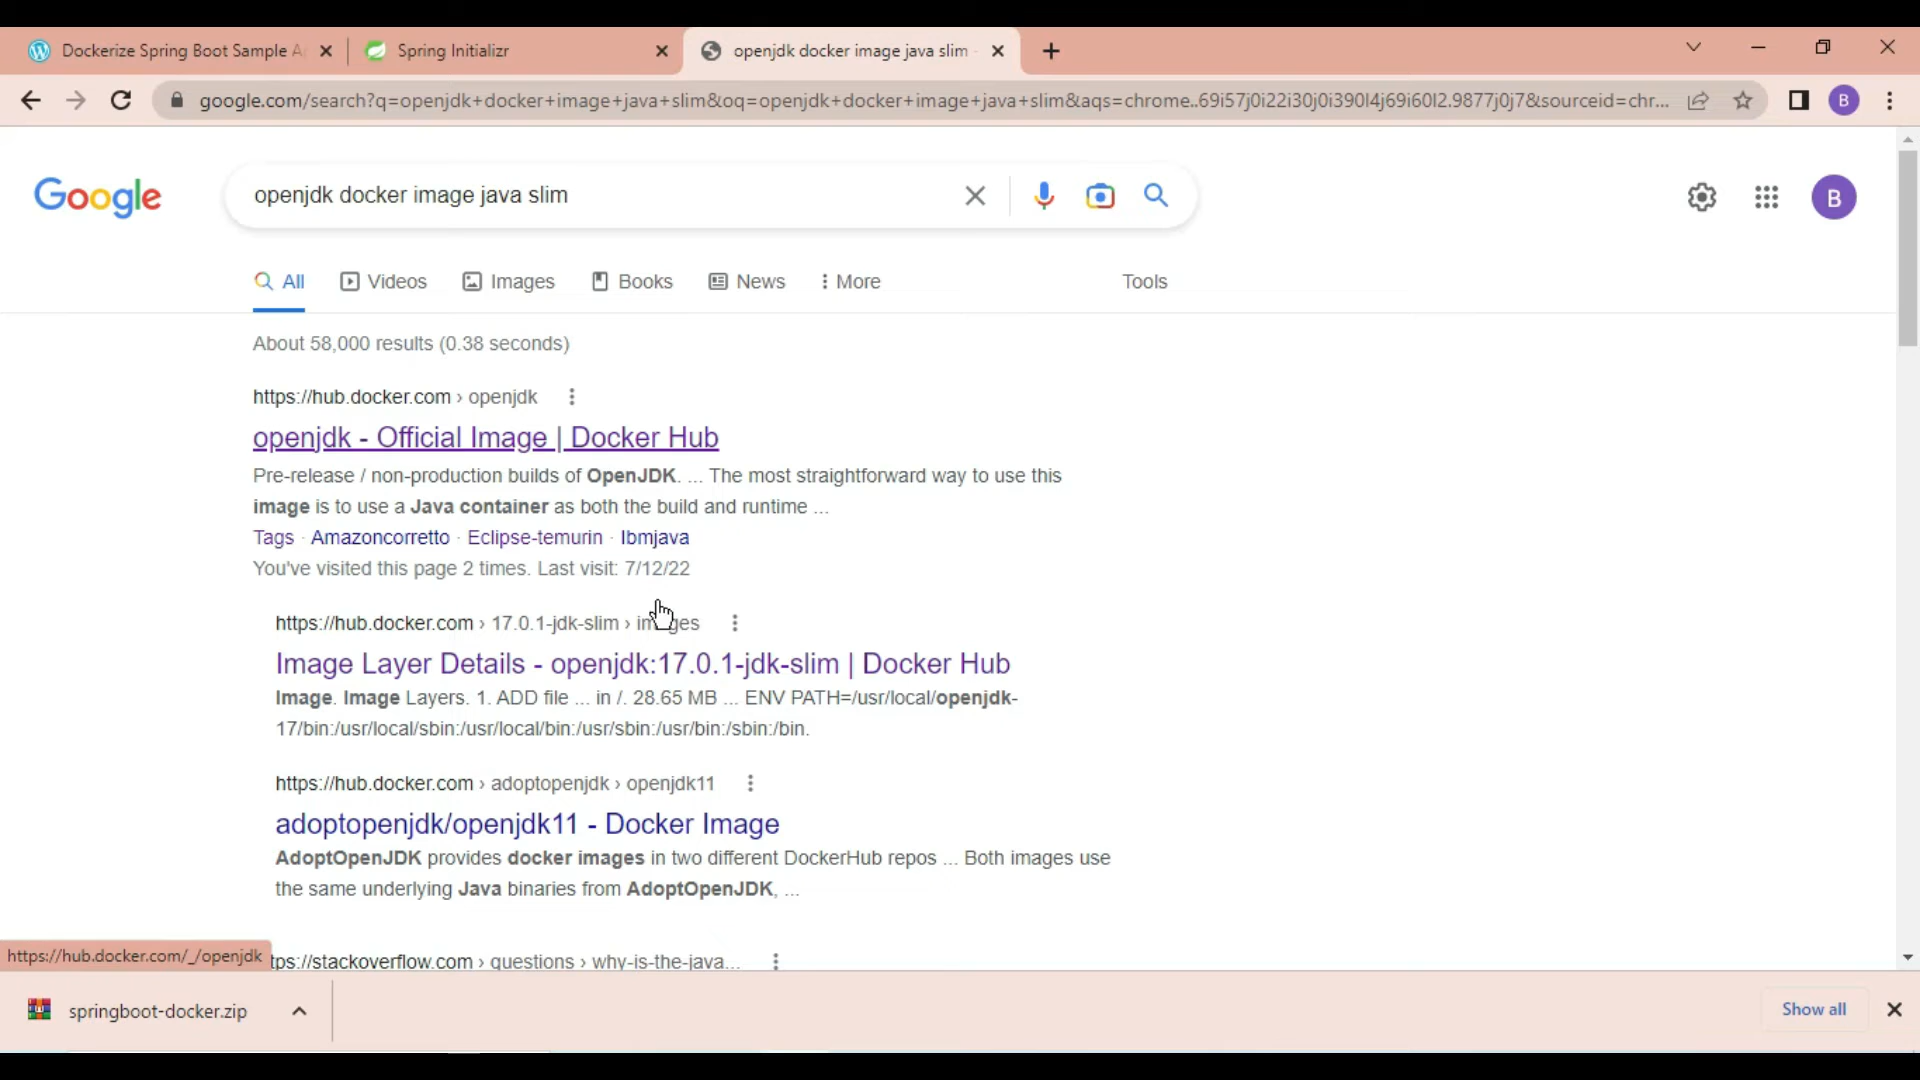 Dockerize Spring Boot Sample A
Spring Initializr
openjdk docker image java slim
google.com/search?q=openjdk+docker+image+java+slim&oq=openjdk+docker+image+java+slim&aqs=chrome..69i57j0i22i30j0i390l4j69i60l2.9877j0j7&sourceid=chr...
B
Google
openjdk docker image java slim
B
All
Videos
Images
Books
News
More
Tools
About 58,000 results (0.38 seconds)
https://hub.docker.com › openjdk
openjdk - Official Image | Docker Hub
Pre-release / non-production builds of OpenJDK. ... The most straightforward way to use this
image is to use a Java container as both the build and runtime ...
Tags · Amazoncorretto · Eclipse-temurin · Ibmjava
You've visited this page 2 times. Last visit: 7/12/22
https://hub.docker.com › 17.0.1-jdk-slim › images
Image Layer Details - openjdk:17.0.1-jdk-slim | Docker Hub
Image. Image Layers. 1. ADD file ... in /. 28.65 MB ... ENV PATH=/usr/local/openjdk-
17/bin:/usr/local/sbin:/usr/local/bin:/usr/sbin:/usr/bin:/sbin:/bin.
https://hub.docker.com › adoptopenjdk › openjdk11
adoptopenjdk/openjdk11 - Docker Image
AdoptOpenJDK provides docker images in two different DockerHub repos ... Both images use
the same underlying Java binaries from AdoptOpenJDK, ...
https://hub.docker.com/_/openjdk
tps://stackoverflow.com › questions › why-is-the-java...
springboot-docker.zip
Show all